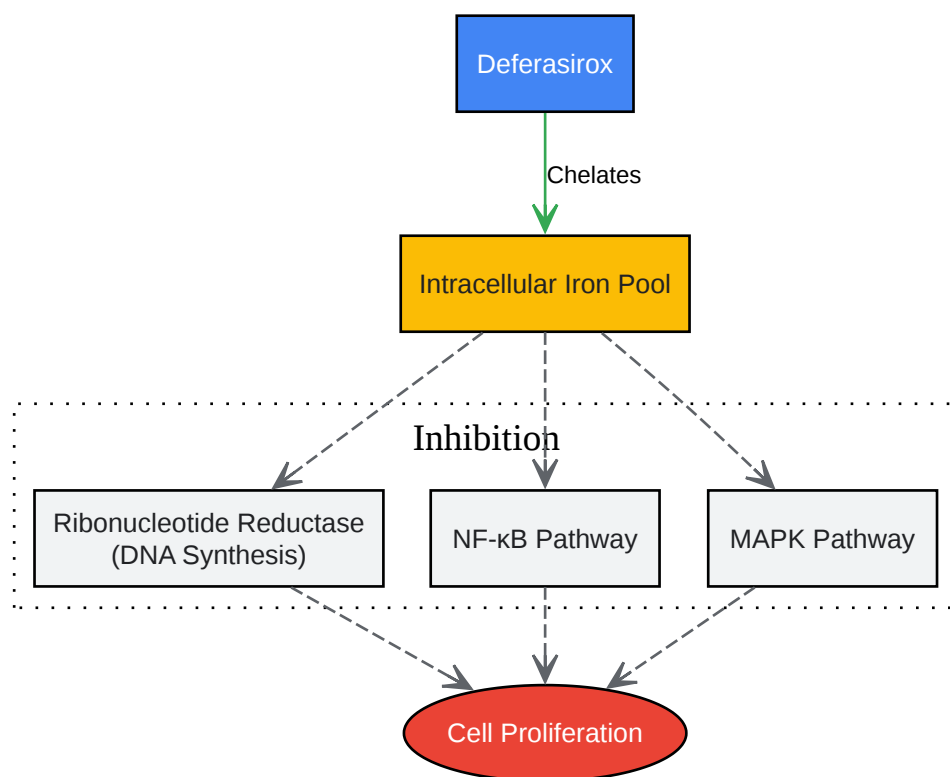 Deferasirox
Chelates
Intracellular Iron Pool
Inhibition
Ribonucleotide Reductase
(DNA Synthesis)
NF-κB Pathway
MAPK Pathway
Cell Proliferation